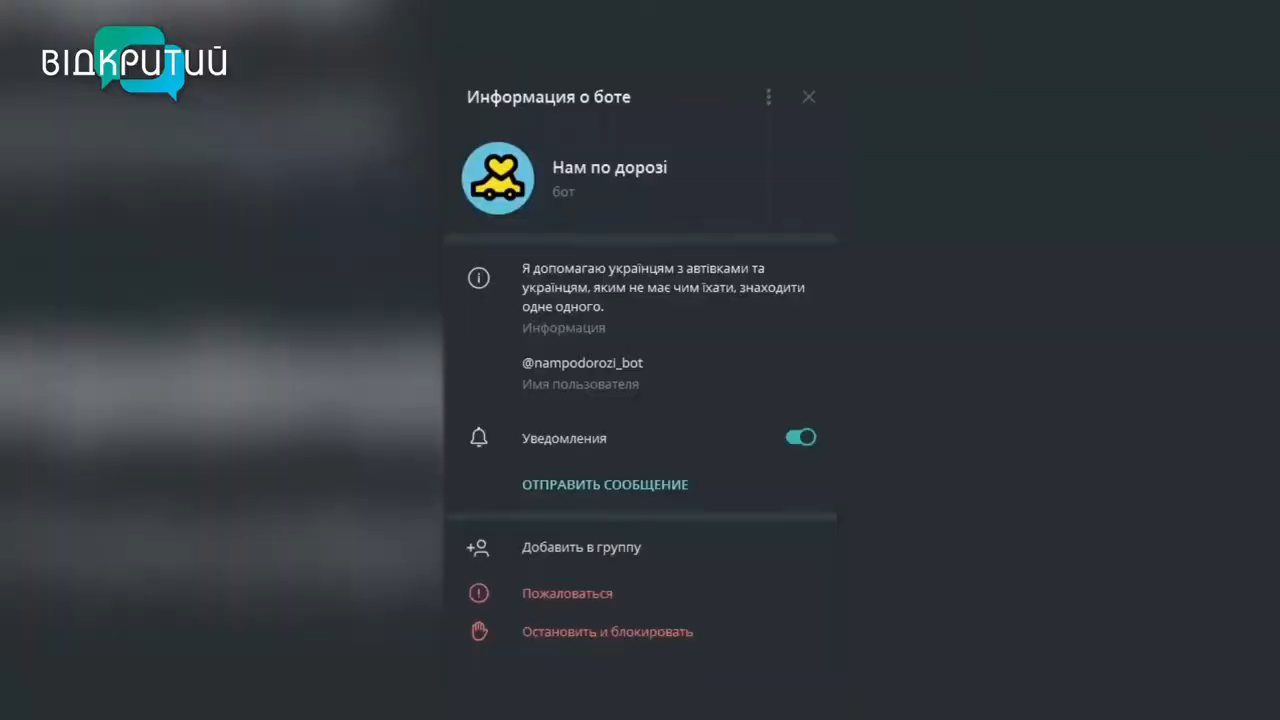 ВІДКРИТИЙ
Информация о боте
Нам по дорозі
бот
Я допомагаю українцям з автівками та
українцям, яким не має чим їхати, знаходити
одне одного.
Информация
@nampodorozi_bot
Имя пользователя
Уведомления
ОТПРАВИТЬ СООБЩЕНИЕ
Добавить в группу
Пожаловаться
Остановить и блокировать